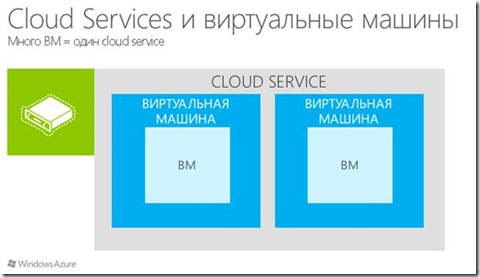 Cloud Services и виртуальные машины
Много ВМ = один cloud service
CLOUD SERVICE
ВИРТУАЛЬНАЯ
МАШИНА
ВМ
ВИРТУАЛЬНАЯ
МАШИНА
ВМ
Windows Azure